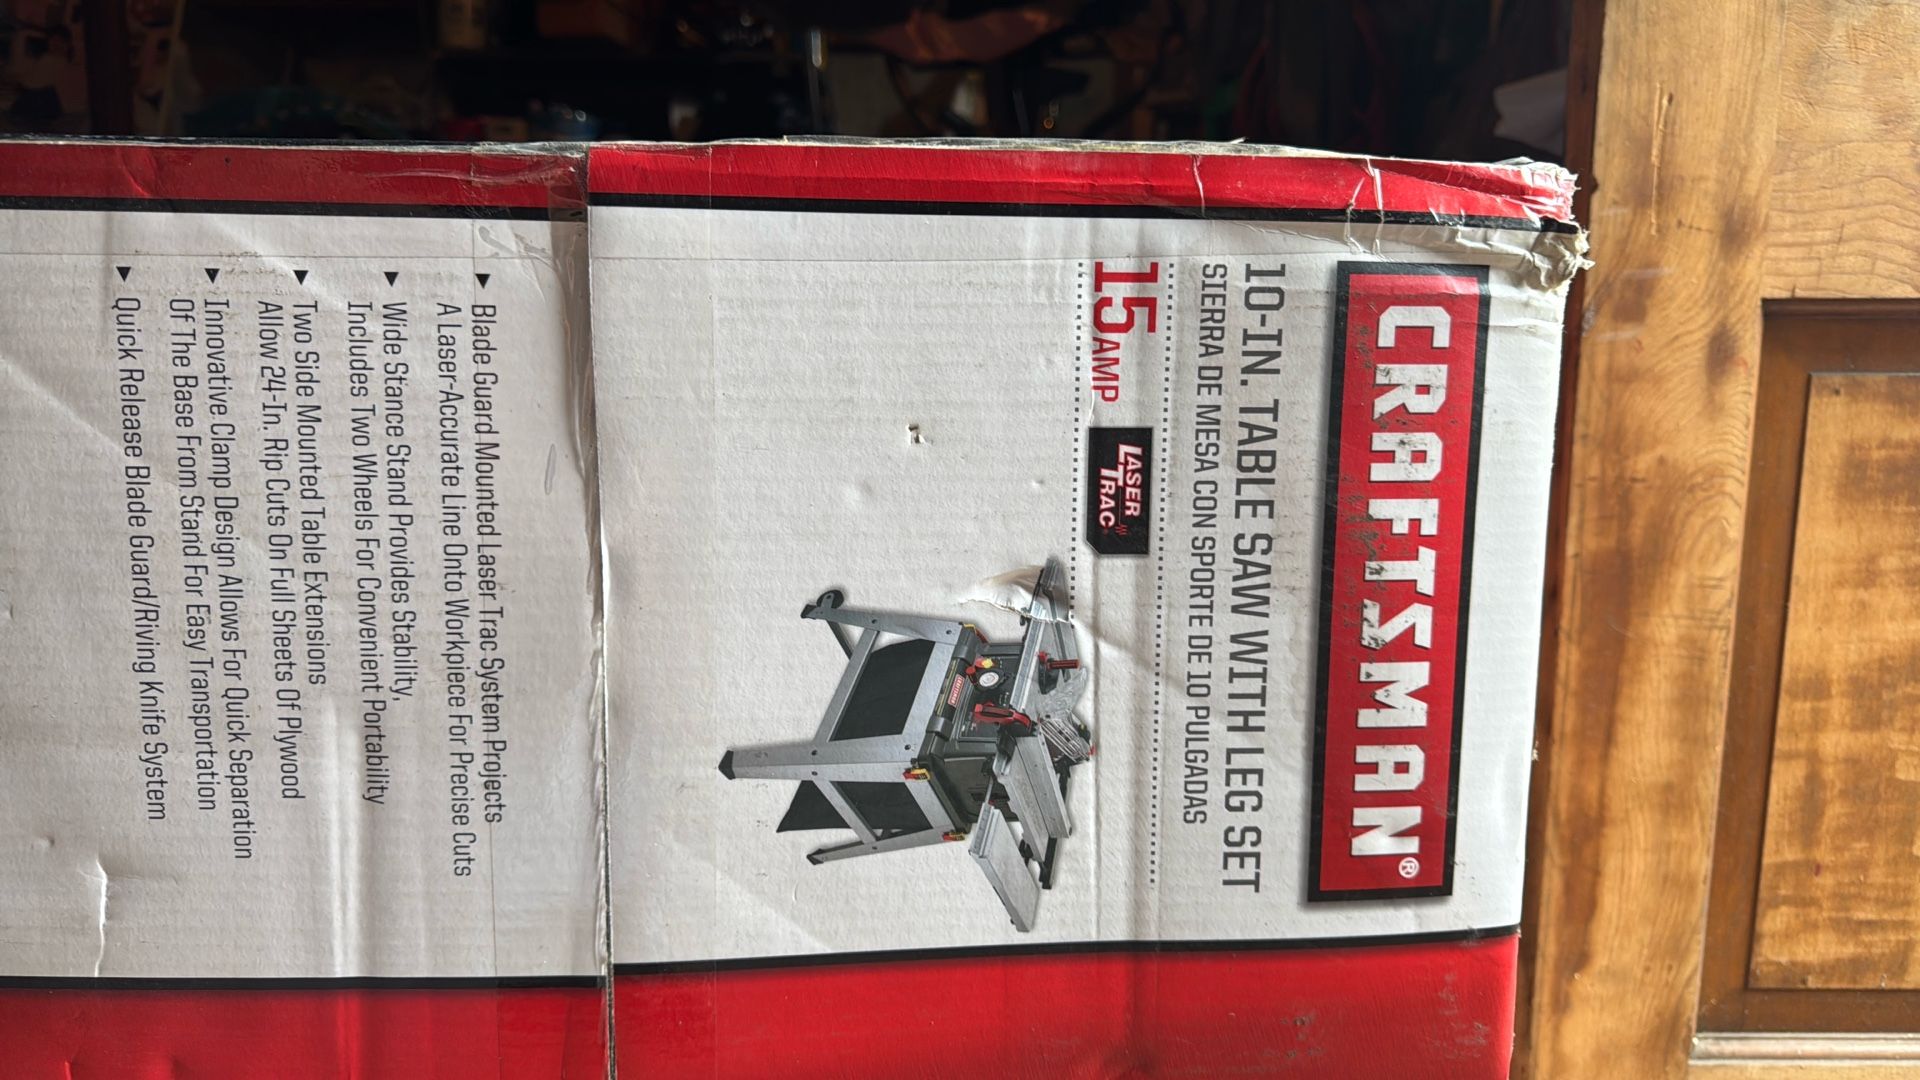 CRAFTSMAN®
10-IN. TABLE SAW WITH LEG SET
SIERRA DE MESA CON SPORTE DE 10 PULGADAS
15 AMP
LASER
TRAC
▶ Blade Guard Mounted Laser Trac System Projects
A Laser-Accurate Line Onto Workpiece For Precise Cuts
▶ Wide Stance Stand Provides Stability,
Includes Two Wheels For Convenient Portability
▶ Two Side Mounted Table Extensions
Allow 24-In. Rip Cuts On Full Sheets Of Plywood
▶ Innovative Clamp Design Allows For Quick Separation
Of The Base From Stand For Easy Transportation
▶ Quick Release Blade Guard/Riving Knife System